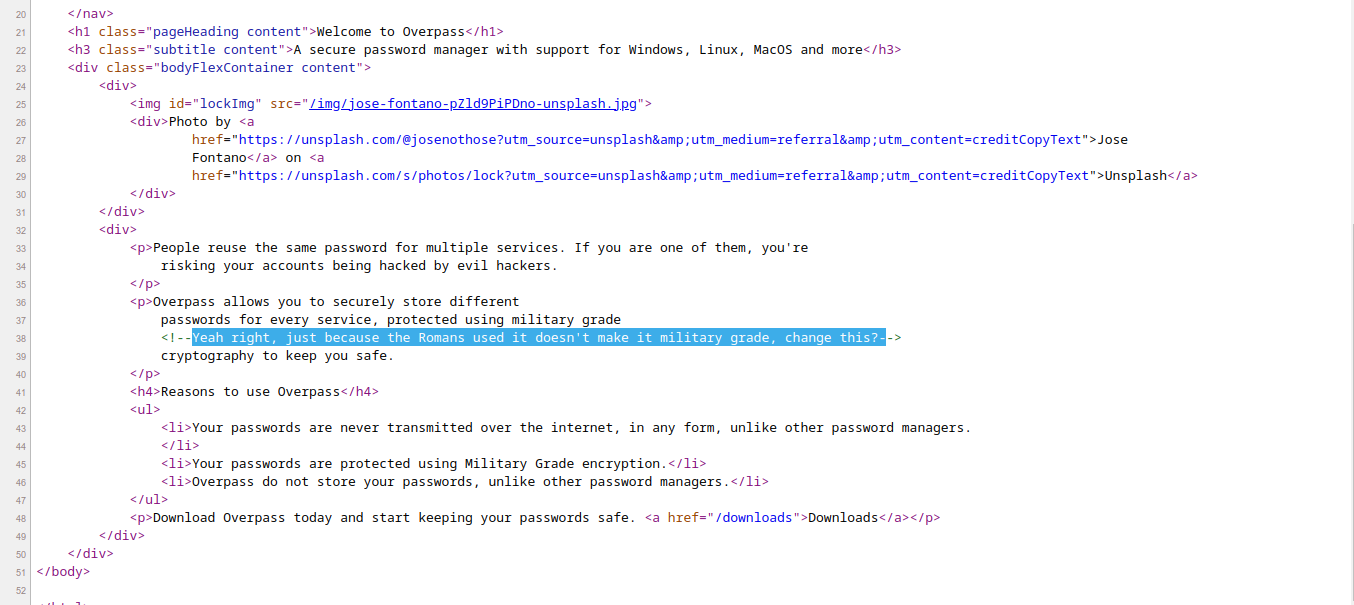 20 </nav>
21 <h1 class="pageHeading content">Welcome to Overpass</h1>
22 <h3 class="subtitle content">A secure password manager with support for Windows, Linux, MacOS and more</h3>
23 <div class="bodyFlexContainer content">
24 <div>
25 <img id="lockImg" src="/img/jose-fontano-pZld9PiPDno-unsplash.jpg">
26 <div>Photo by <a
27 href="https://unsplash.com/@josenothose?utm_source=unsplash&amp;utm_medium=referral&amp;utm_content=creditCopyText">Jose
28 Fontano</a> on <a
29 href="https://unsplash.com/s/photos/lock?utm_source=unsplash&amp;utm_medium=referral&amp;utm_content=creditCopyText">Unsplash</a>
30 </div>
31 </div>
32 <div>
33 <p>People reuse the same password for multiple services. If you are one of them, you're
34 risking your accounts being hacked by evil hackers.
35 </p>
36 <p>Overpass allows you to securely store different
37 passwords for every service, protected using military grade
38 <!--Yeah right, just because the Romans used it doesn't make it military grade, change this?-->
39 cryptography to keep you safe.
40 </p>
41 <h4>Reasons to use Overpass</h4>
42 <ul>
43 <li>Your passwords are never transmitted over the internet, in any form, unlike other password managers.
44 </li>
45 <li>Your passwords are protected using Military Grade encryption.</li>
46 <li>Overpass do not store your passwords, unlike other password managers.</li>
47 </ul>
48 <p>Download Overpass today and start keeping your passwords safe. <a href="/downloads">Downloads</a></p>
49 </div>
50 </div>
51 </body>
52